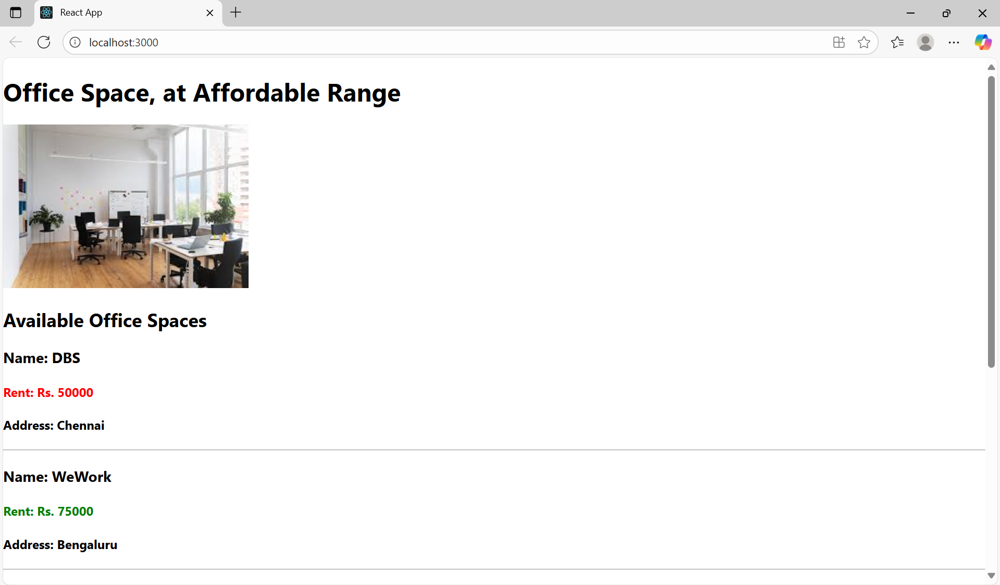 React App
localhost:3000
Office Space, at Affordable Range
Available Office Spaces
Name: DBS
Rent: Rs. 50000
Address: Chennai
Name: WeWork
Rent: Rs. 75000
Address: Bengaluru